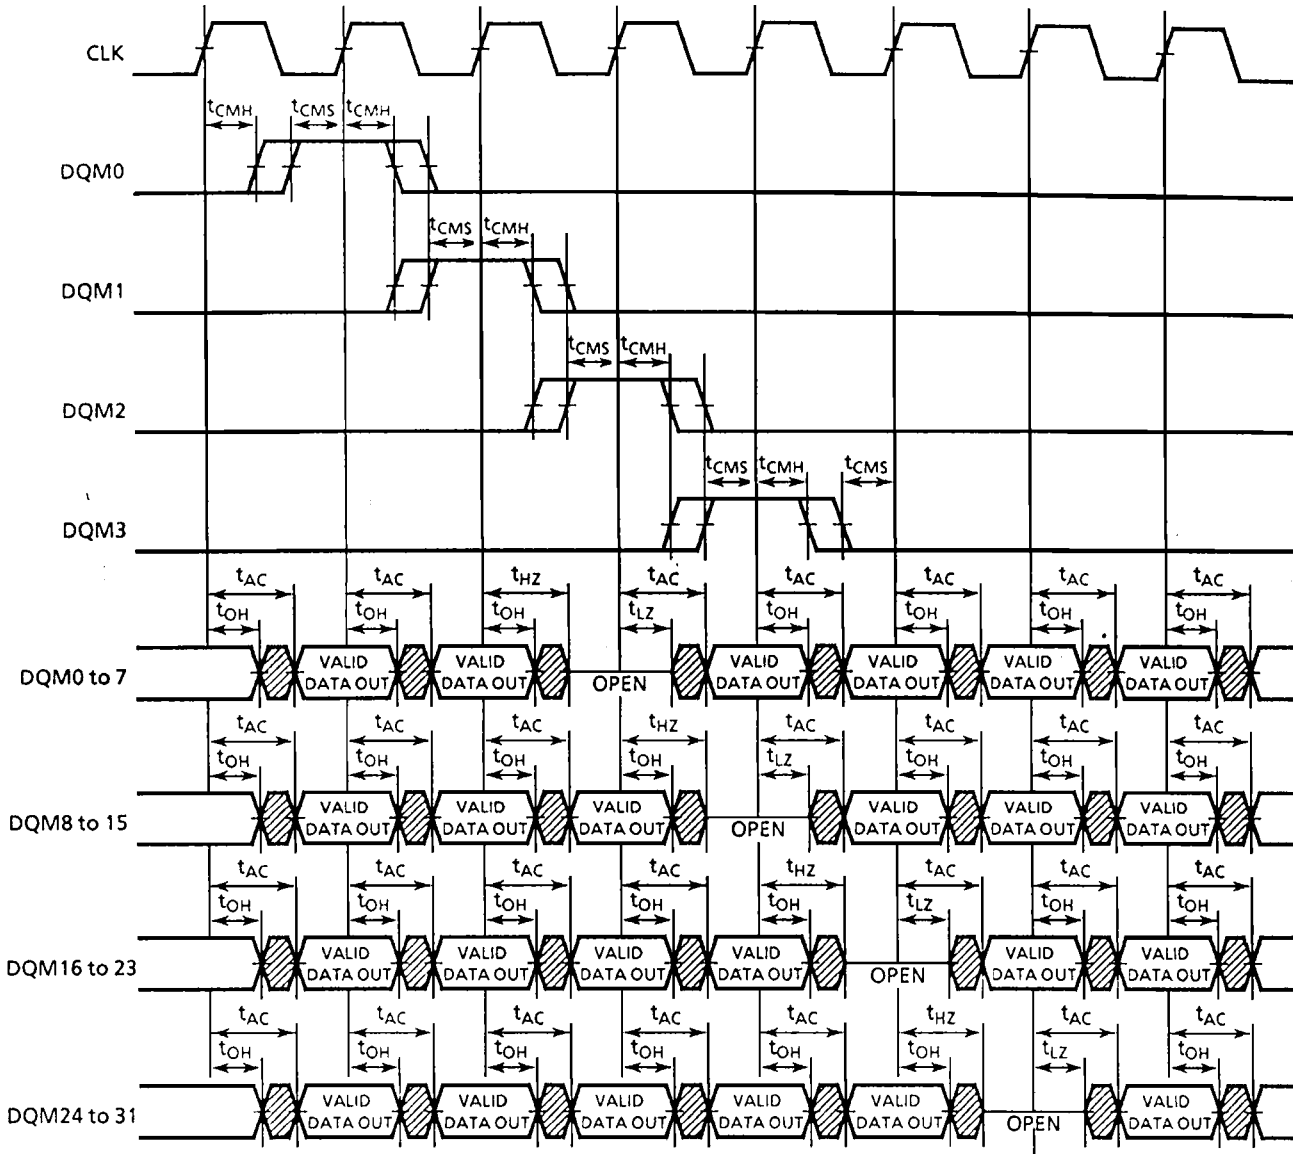 CLK
tCMH tCMS tCMH
DQM0
tCMS tCMH
DQM1
tCMS tCMH
DQM2
tCMS tCMH tCMS
DQM3
tAC tAC tHZ tAC tAC tAC tAC tAC
tOH tOH tOH tLZ tOH tOH tOH tOH
VALID VALID VALID VALID VALID VALID
DQM0 to 7 DATA OUT DATA OUT OPEN DATA OUT DATA OUT DATA OUT DATA OUT
tAC tAC tAC tHZ tAC tAC tAC tAC
tOH tOH tOH tOH tLZ tOH tOH tOH
VALID VALID VALID VALID VALID VALID
DQM8 to 15 DATA OUT DATA OUT DATA OUT OPEN DATA OUT DATA OUT DATA OUT
tAC tAC tAC tAC tHZ tAC tAC tAC
tOH tOH tOH tOH tOH tLZ tOH tOH
VALID VALID VALID VALID VALID VALID
DQM16 to 23 DATA OUT DATA OUT DATA OUT DATA OUT OPEN DATA OUT DATA OUT
tAC tAC tAC tAC tAC tHZ tAC tAC
tOH tOH tOH tOH tOH tOH tLZ tOH
VALID VALID VALID VALID VALID VALID
DQM24 to 31 DATA OUT DATA OUT DATA OUT DATA OUT DATA OUT OPEN DATA OUT